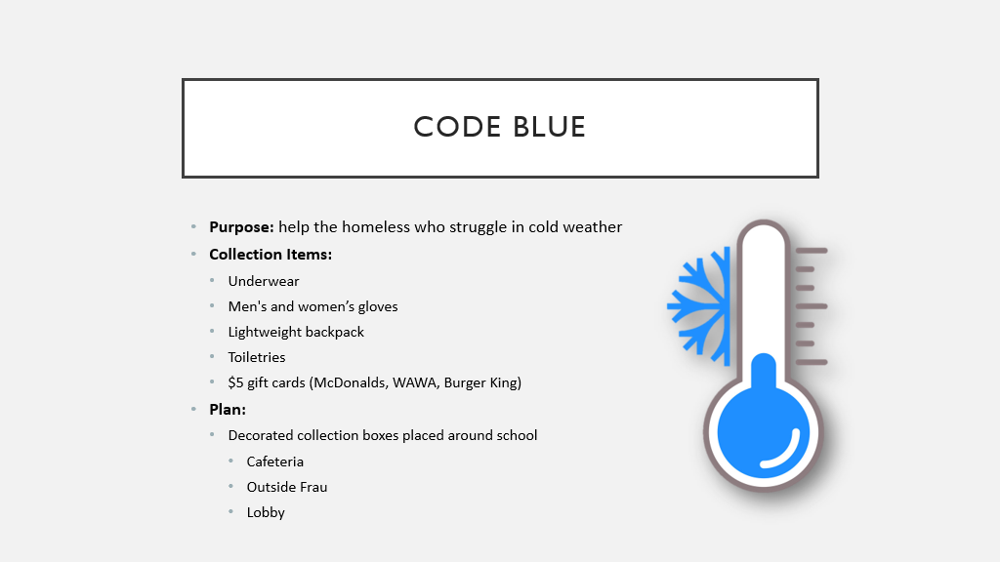 CODE BLUE
• Purpose: help the homeless who struggle in cold weather
• Collection Items:
• Underwear
• Men's and women’s gloves
• Lightweight backpack
• Toiletries
• $5 gift cards (McDonalds, WAWA, Burger King)
• Plan:
• Decorated collection boxes placed around school
• Cafeteria
• Outside Frau
• Lobby